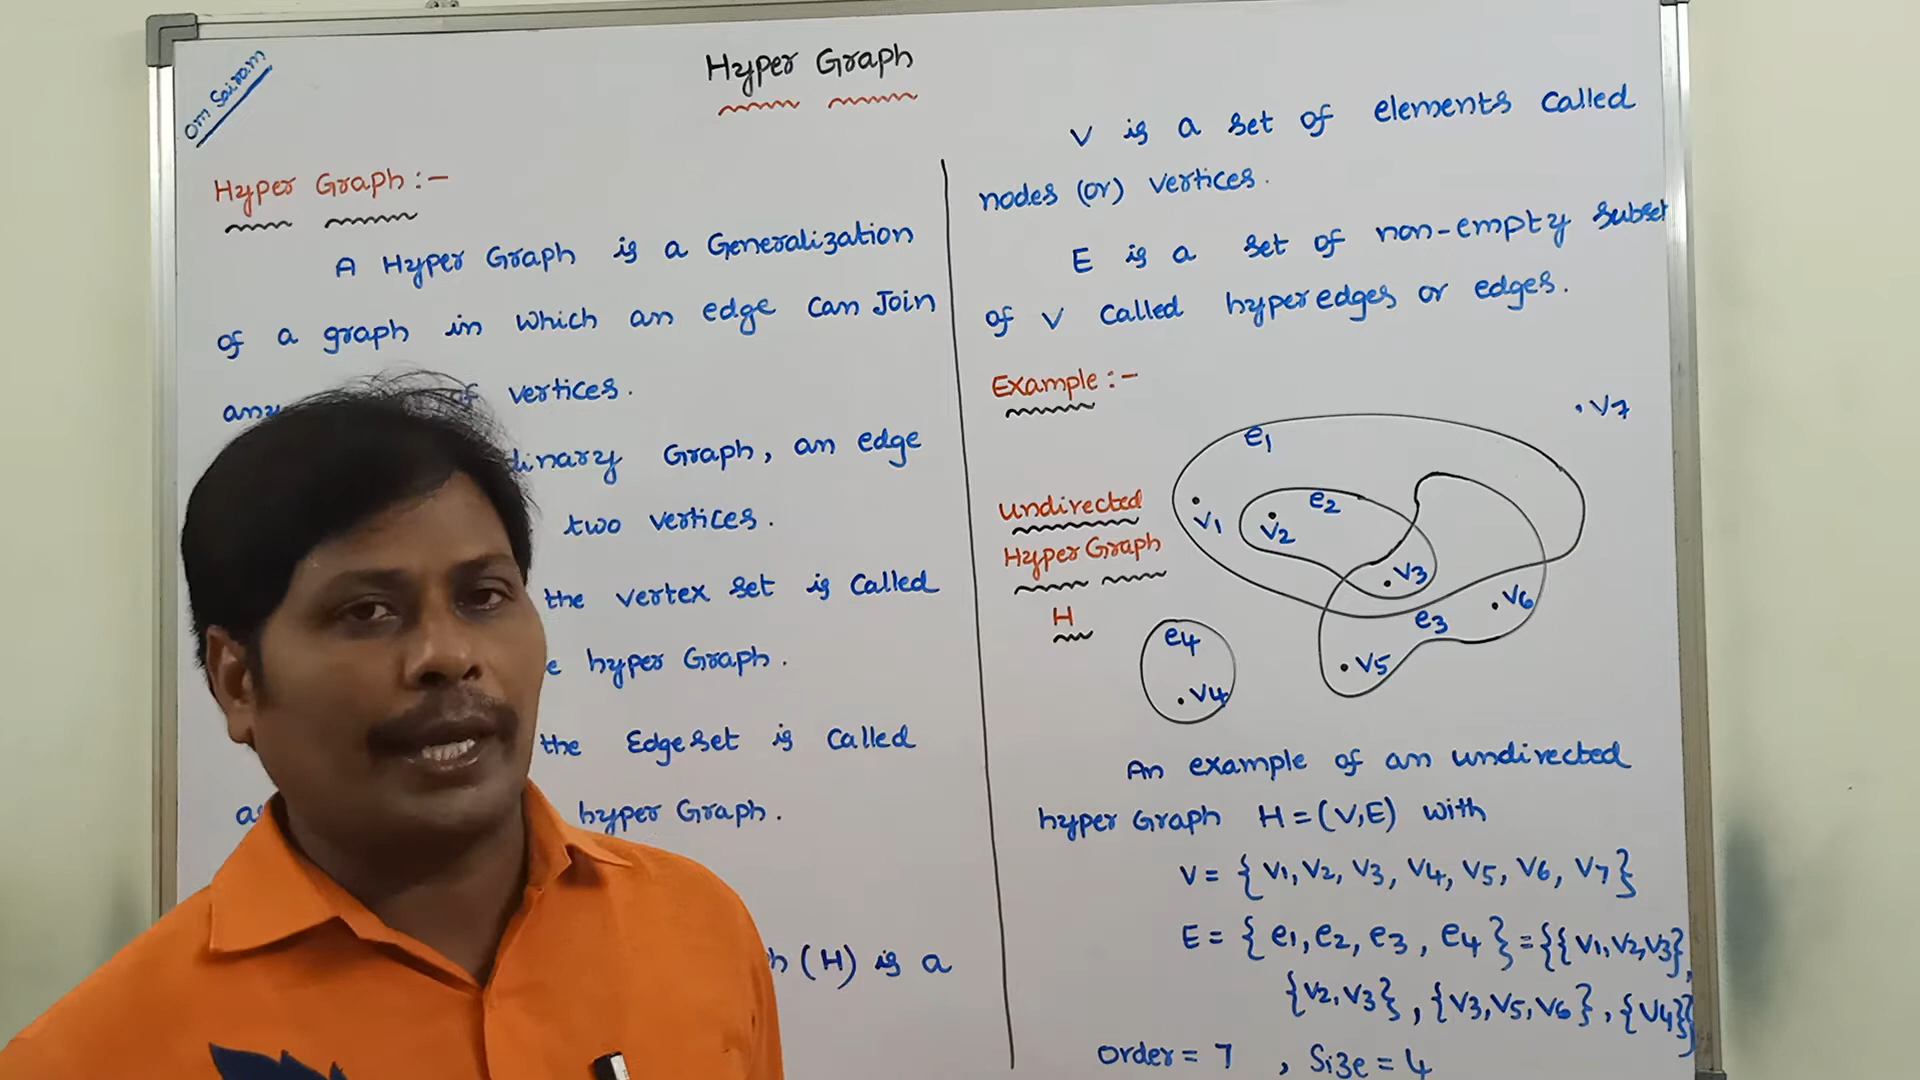 Om Sairam
Hyper Graph
Hyper Graph :-
A Hyper Graph is a Generalization
of a graph in which an edge can Join
any of vertices.
Graph, an edge
two vertices.
the vertex set is called
hyper Graph.
the Edgeset is called
hyper Graph.
(H) is a
V is a set of elements called
nodes (or) vertices.
E is a set of non-empty subset
of V called hyperedges or edges.
Example :-
Undirected
Hyper Graph
H
e1
e2
e3
e4
v1
v2
v3
v4
v5
v6
v7
An example of an undirected
hyper Graph H = (V,E) with
V = { v1, v2, v3, v4, v5, v6, v7 }
E = { e1, e2, e3, e4 } = {{ v1, v2, v3},
{v2, v3}, {v3, v5, v6}, {v4}}
Order = 7 , Size = 4